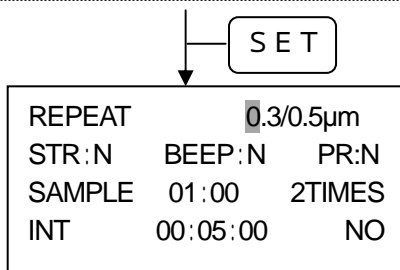 SET
REPEAT 0.3/0.5µm
STR:N BEEP:N PR:N
SAMPLE 01:00 2TIMES
INT 00:05:00 NO